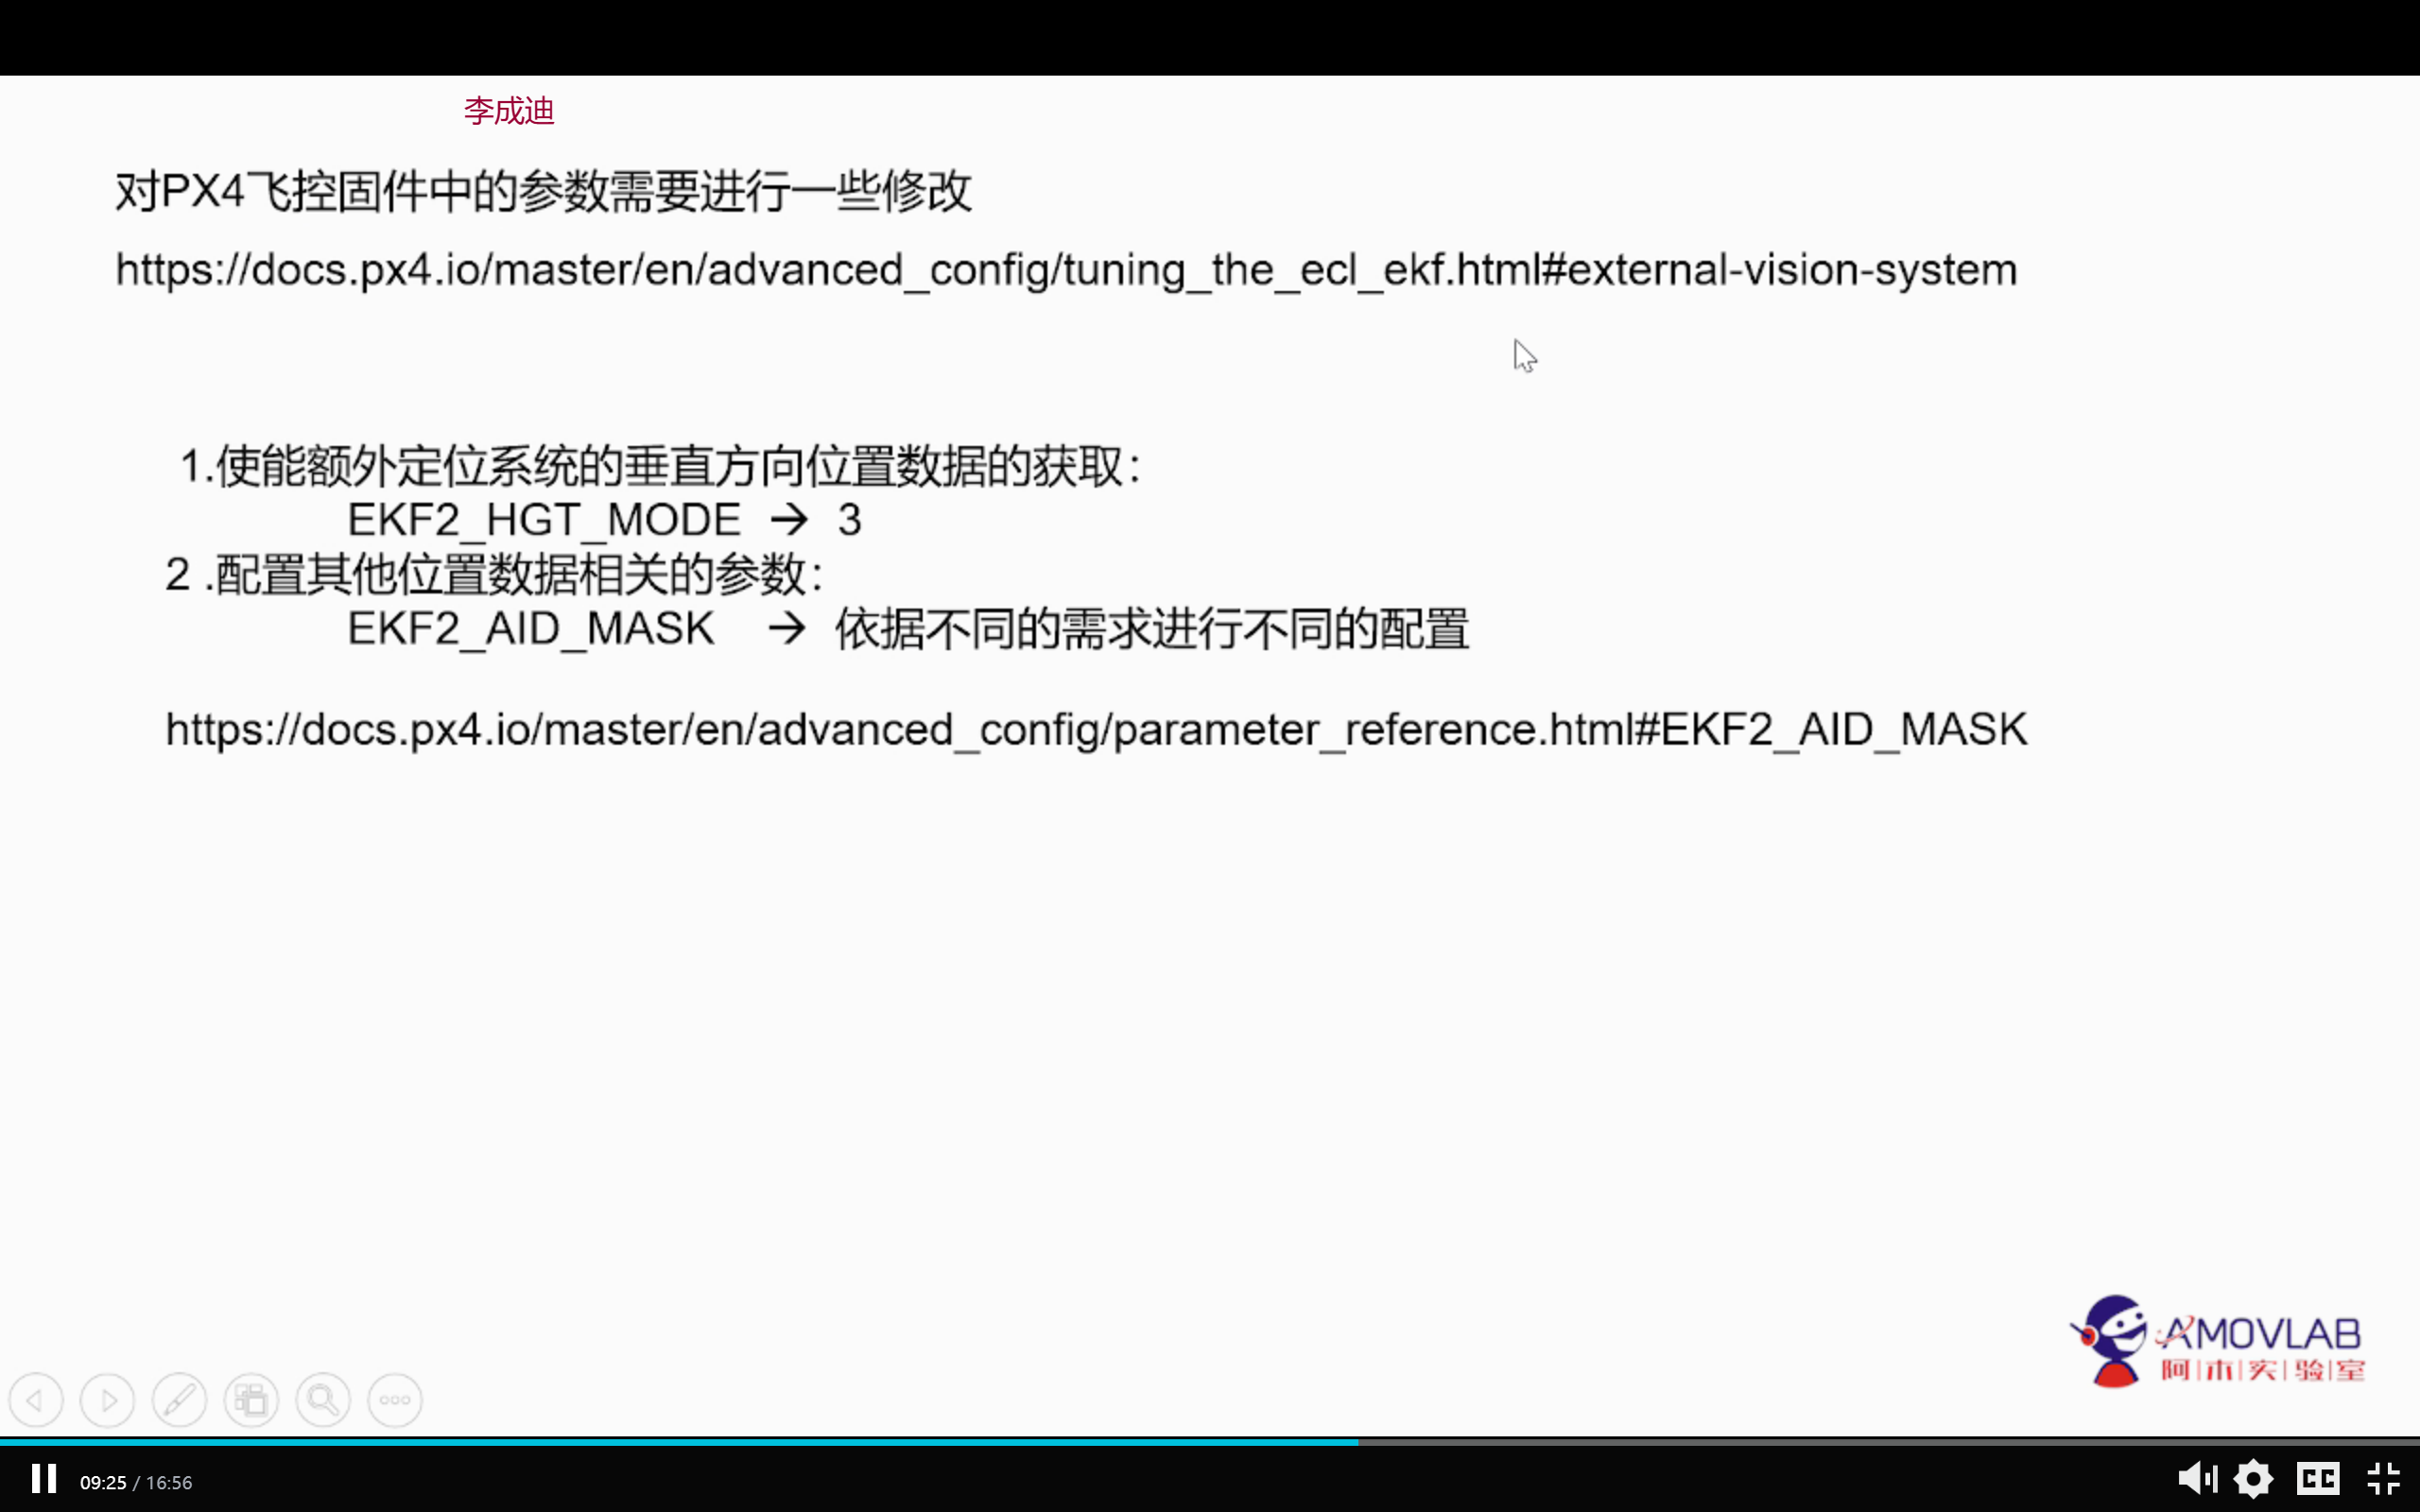 李成迪
对PX4飞控固件中的参数需要进行一些修改
https://docs.px4.io/master/en/advanced_config/tuning_the_ecl_ekf.html#external-vision-system
1.使能额外定位系统的垂直方向位置数据的获取：
EKF2_HGT_MODE → 3
2 .配置其他位置数据相关的参数：
EKF2_AID_MASK → 依据不同的需求进行不同的配置
https://docs.px4.io/master/en/advanced_config/parameter_reference.html#EKF2_AID_MASK
AMOVLAB
阿|木|实|验|室
09:25 / 16:56
CC